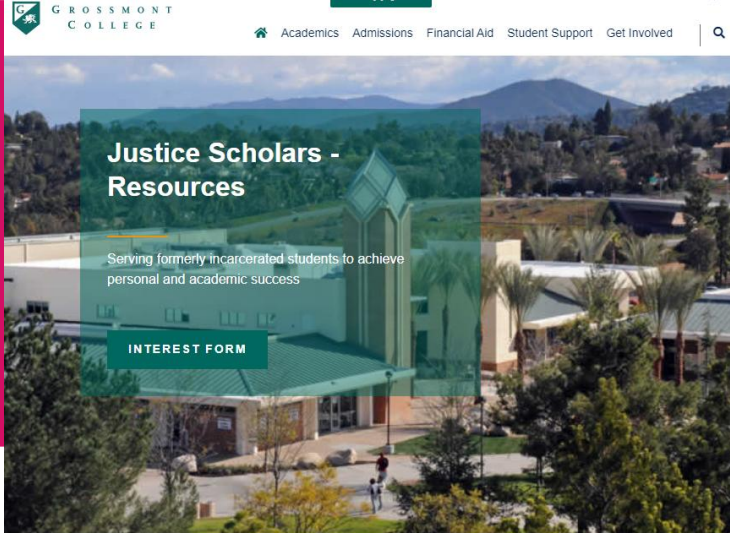 GROSSMONT
COLLEGE
Academics Admissions Financial Aid Student Support Get Involved
Justice Scholars -
Resources
Serving formerly incarcerated students to achieve
personal and academic success
INTEREST FORM